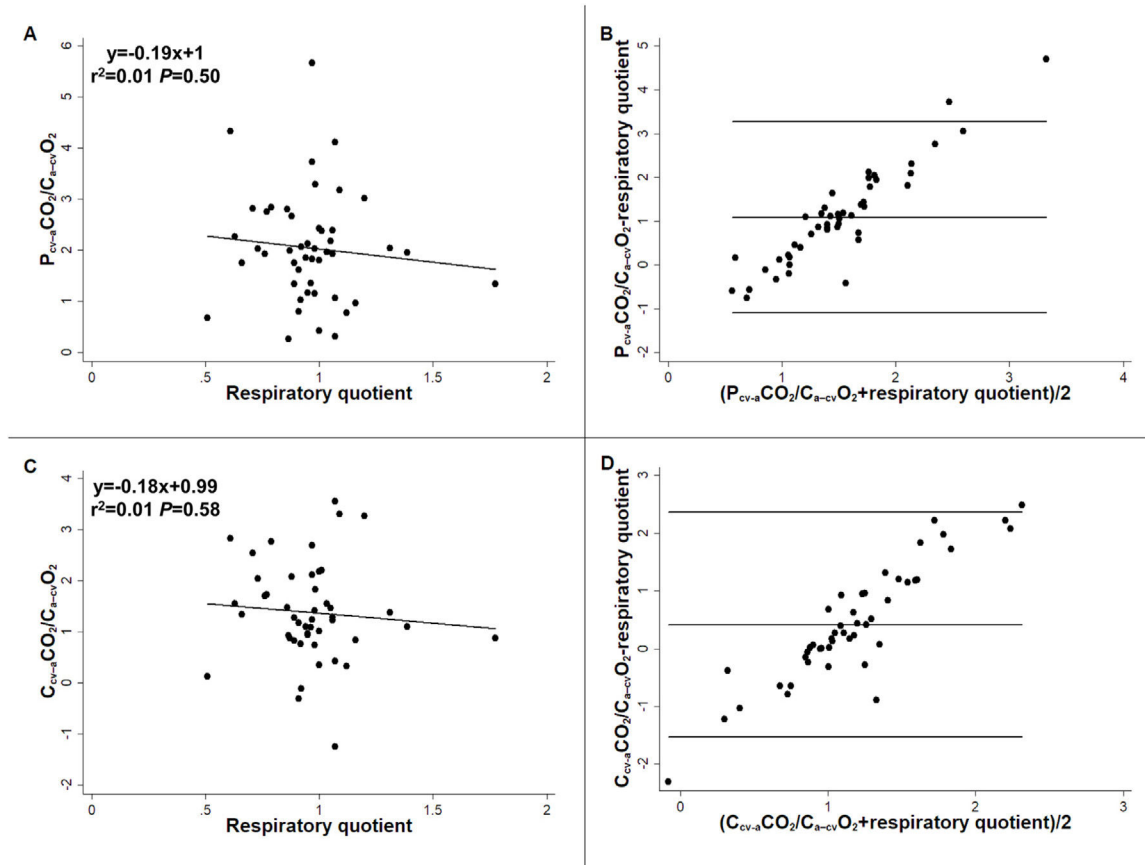 A
y=-0.19x+1
r²=0.01 P=0.50
6
5
4
3
2
1
0
Pcv-aCO2/Ca-cvO2
0 .5 1 1.5 2
Respiratory quotient
B
5
4
3
2
1
0
-1
-2
Pcv-aCO2/Ca-cvO2-respiratory quotient
0 1 2 3 4
(Pcv-aCO2/Ca-cvO2+respiratory quotient)/2
C
y=-0.18x+0.99
r²=0.01 P=0.58
4
3
2
1
0
-1
-2
Ccv-aCO2/Ca-cvO2
0 .5 1 1.5 2
Respiratory quotient
D
3
2
1
0
-1
-2
Ccv-aCO2/Ca-cvO2-respiratory quotient
0 1 2 3
(Ccv-aCO2/Ca-cvO2+respiratory quotient)/2